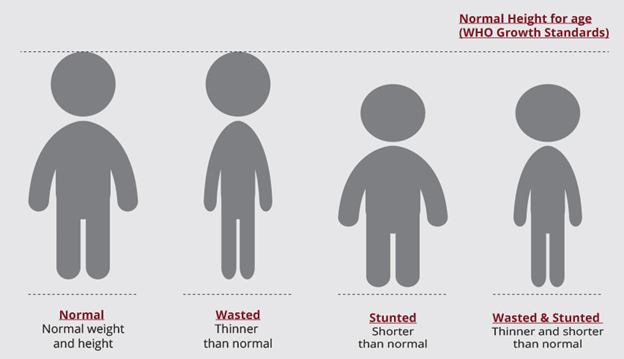 Normal Height for age
(WHO Growth Standards)
Normal
Normal weight
and height
Wasted
Thinner
than normal
Stunted
Shorter
than normal
Wasted & Stunted
Thinner and shorter
than normal